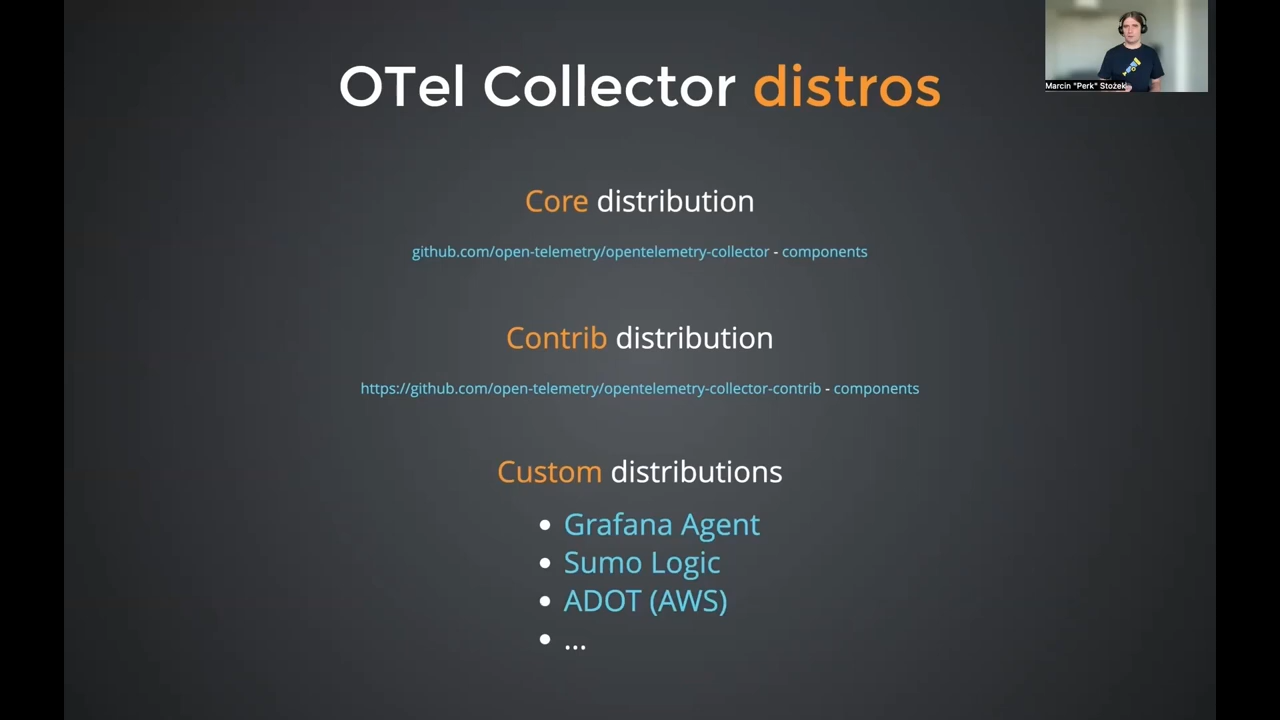 OTel Collector distros
Marcin "Perk" Stożek
Core distribution
github.com/open-telemetry/opentelemetry-collector - components
Contrib distribution
https://github.com/open-telemetry/opentelemetry-collector-contrib - components
Custom distributions
• Grafana Agent
• Sumo Logic
• ADOT (AWS)
• ...